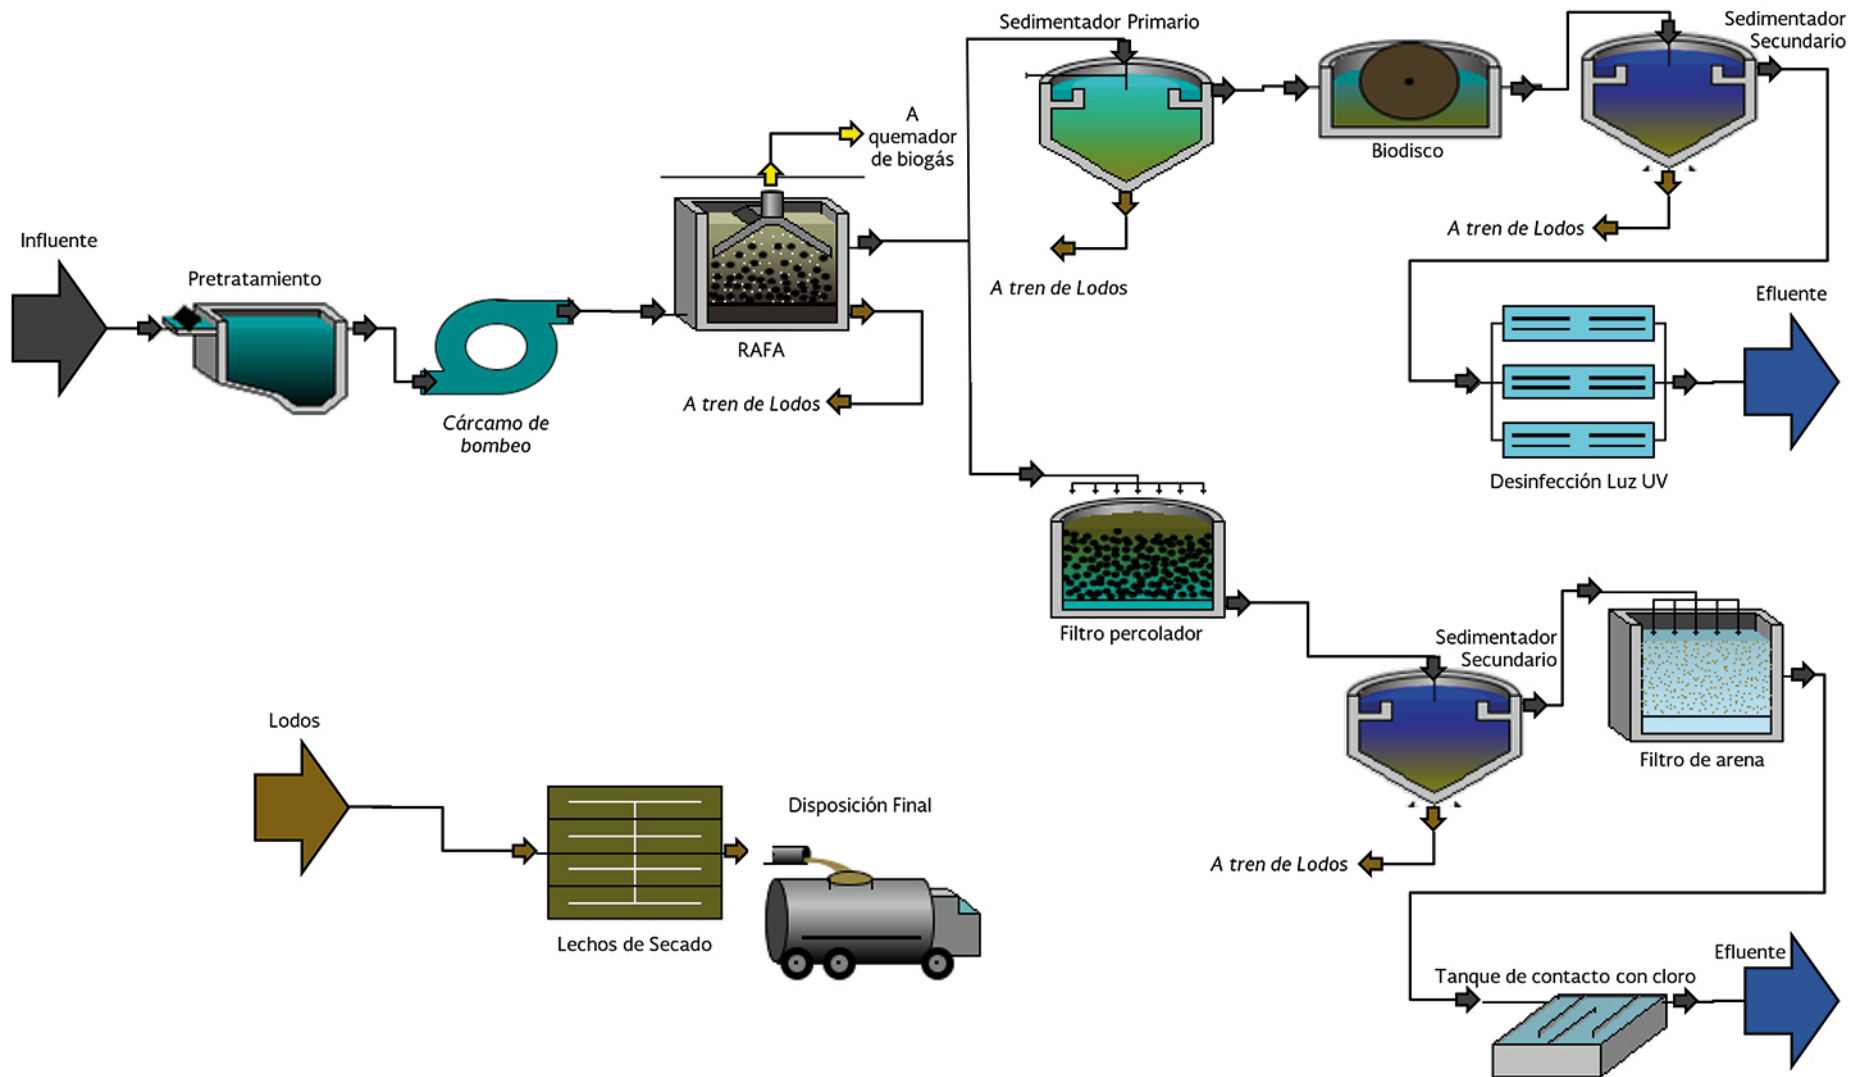 Sedimentador Primario
Sedimentador
Secundario
A
quemador
de biogás
Biodisco
A tren de Lodos
A tren de Lodos
Influente
Pretratamiento
Efluente
RAFA
A tren de Lodos
Cárcamo de
bombeo
Desinfección Luz UV
Filtro percolador
Sedimentador
Secundario
Filtro de arena
Lodos
Disposición Final
A tren de Lodos
Lechos de Secado
Efluente
Tanque de contacto con cloro